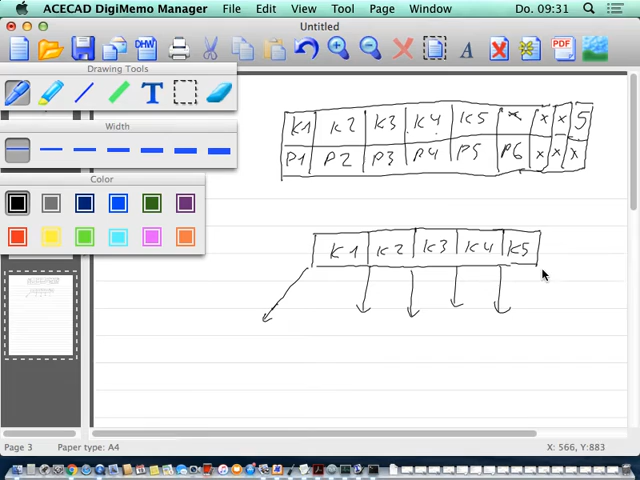 ACECAD DigiMemo Manager File Edit View Tool Page Window Do. 09:31
Untitled
DHW A PDF
Drawing Tools
T
Width
Color
K1 K2 K3 K4 K5 x x x 5
P1 P2 P3 P4 P5 P6 x x x
K1 K2 K3 K4 K5
Page 3 Paper type: A4 X: 566, Y:883